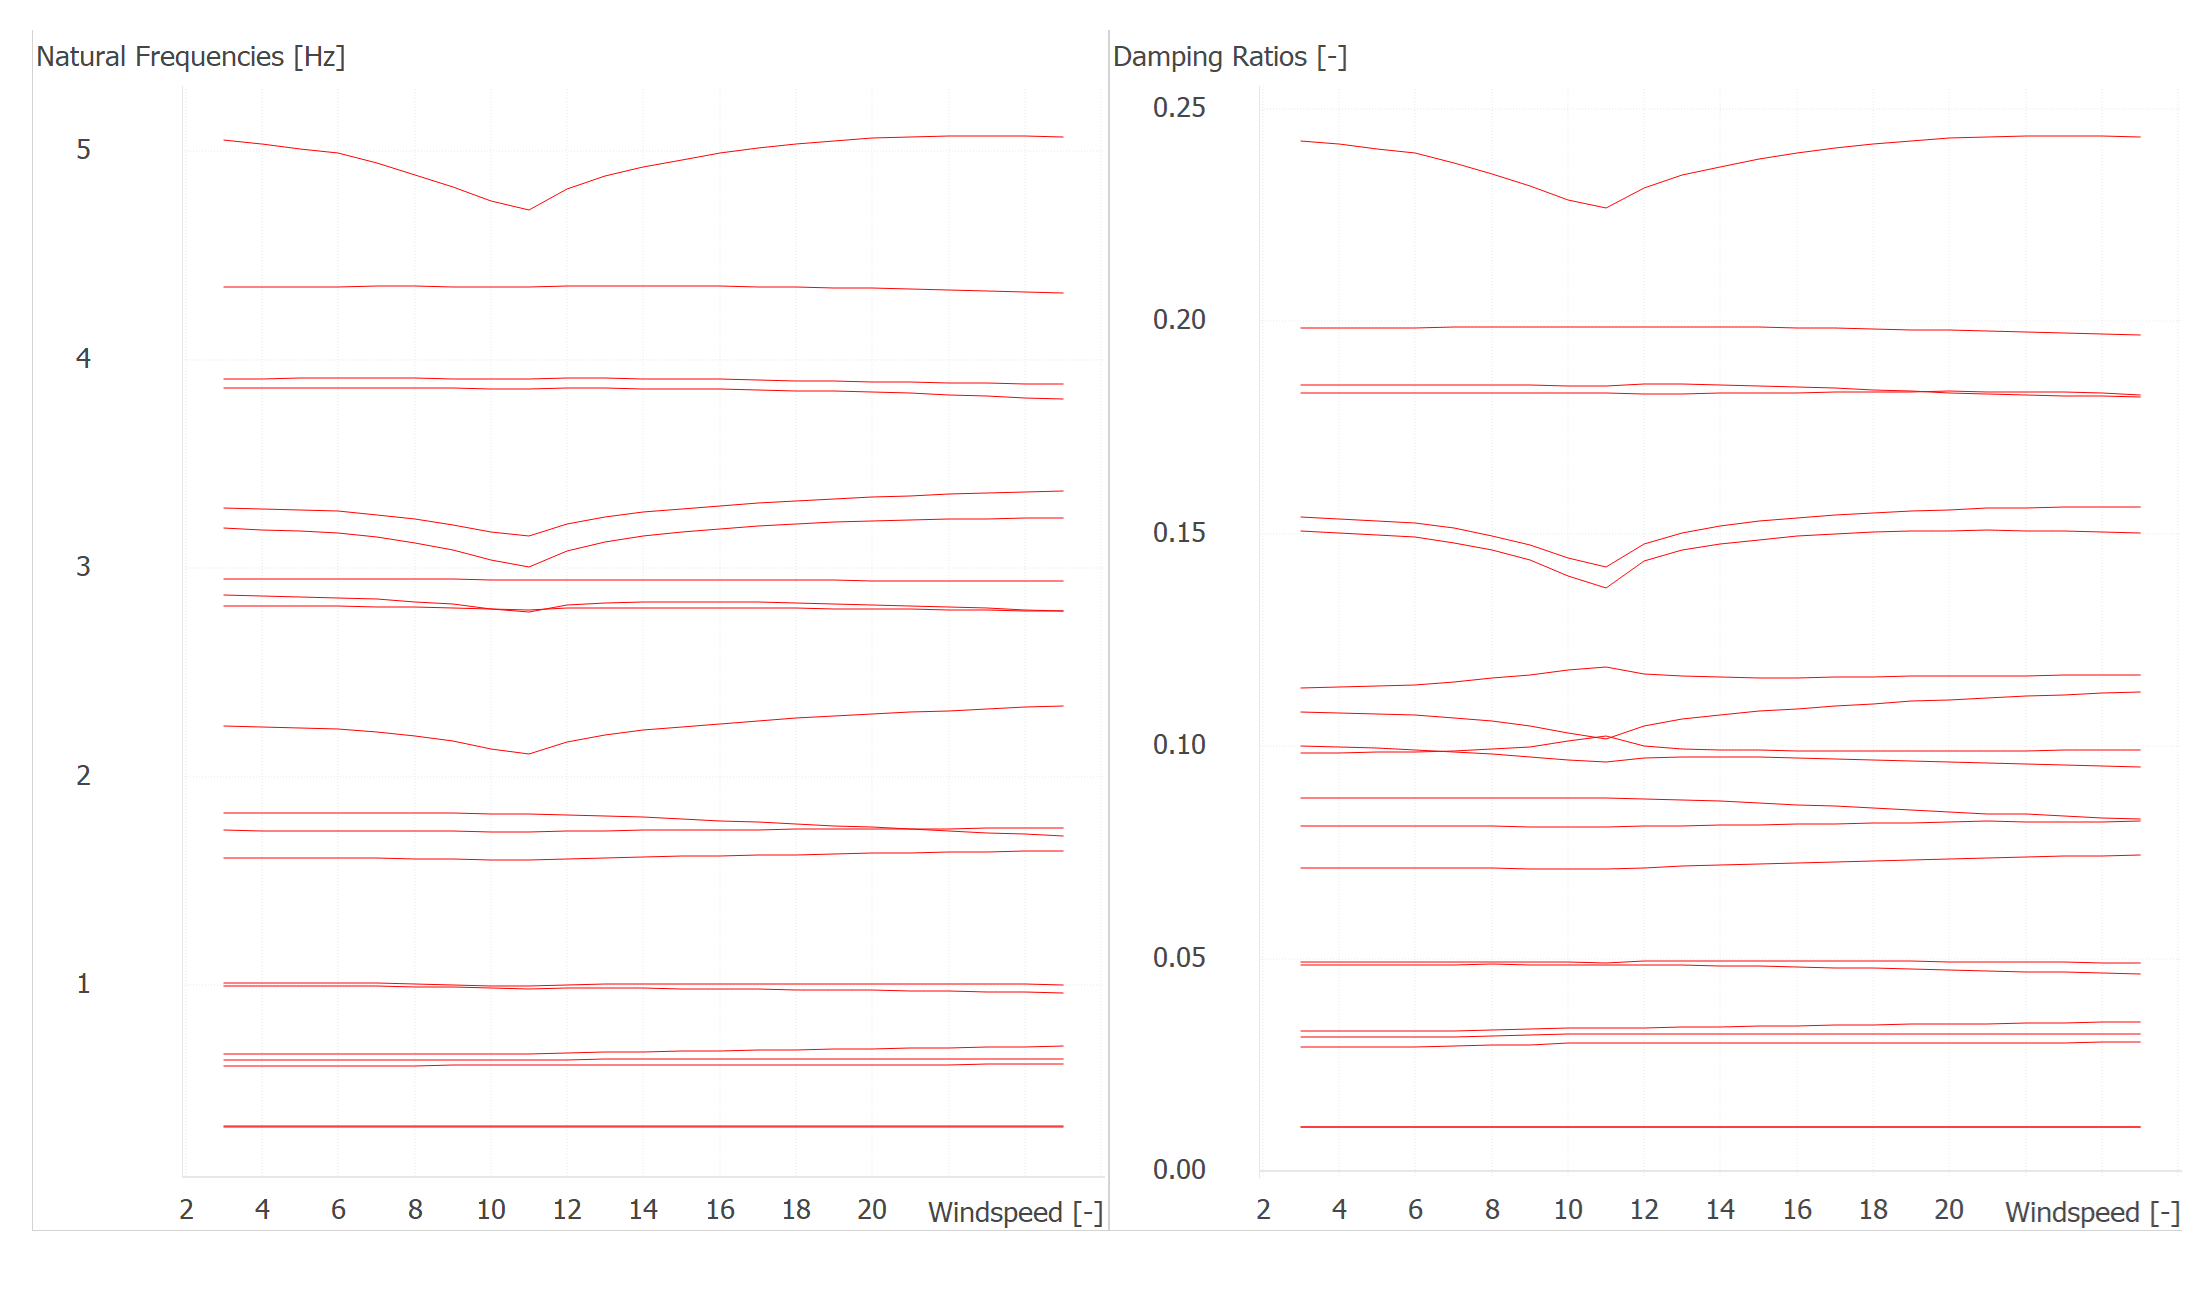 Natural Frequencies [Hz]
5
4
3
2
1
2 4 6 8 10 12 14 16 18 20 Windspeed [-]
Damping Ratios [-]
0.25
0.20
0.15
0.10
0.05
0.00
2 4 6 8 10 12 14 16 18 20 Windspeed [-]